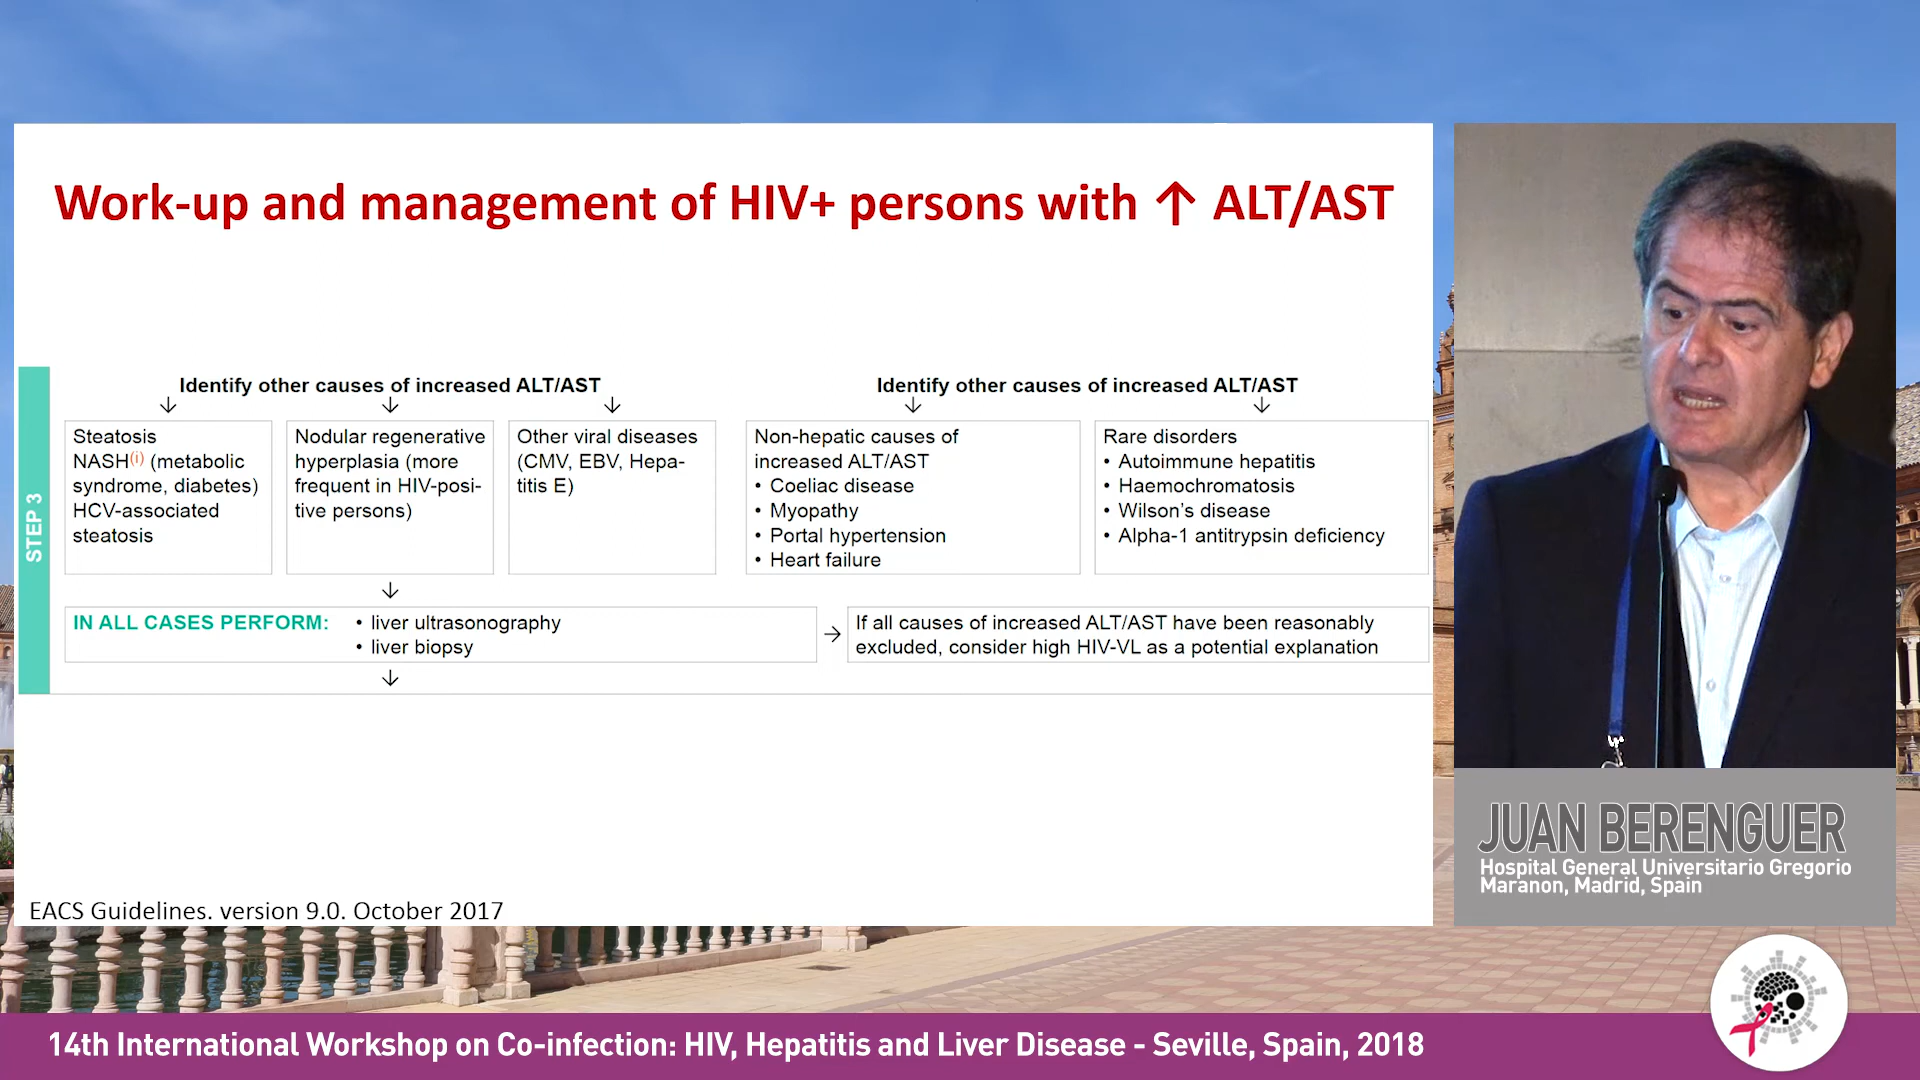 Work-up and management of HIV+ persons with ↑ ALT/AST
STEP 3
Identify other causes of increased ALT/AST
Steatosis
NASH(i) (metabolic
syndrome, diabetes)
HCV-associated
steatosis
Nodular regenerative
hyperplasia (more
frequent in HIV-posi-
tive persons)
Other viral diseases
(CMV, EBV, Hepa-
titis E)
Identify other causes of increased ALT/AST
Non-hepatic causes of
increased ALT/AST
• Coeliac disease
• Myopathy
• Portal hypertension
• Heart failure
Rare disorders
• Autoimmune hepatitis
• Haemochromatosis
• Wilson's disease
• Alpha-1 antitrypsin deficiency
IN ALL CASES PERFORM: • liver ultrasonography
• liver biopsy
If all causes of increased ALT/AST have been reasonably
excluded, consider high HIV-VL as a potential explanation
EACS Guidelines. version 9.0. October 2017
JUAN BERENGUER
Hospital General Universitario Gregorio
Maranon, Madrid, Spain
14th International Workshop on Co-infection: HIV, Hepatitis and Liver Disease - Seville, Spain, 2018